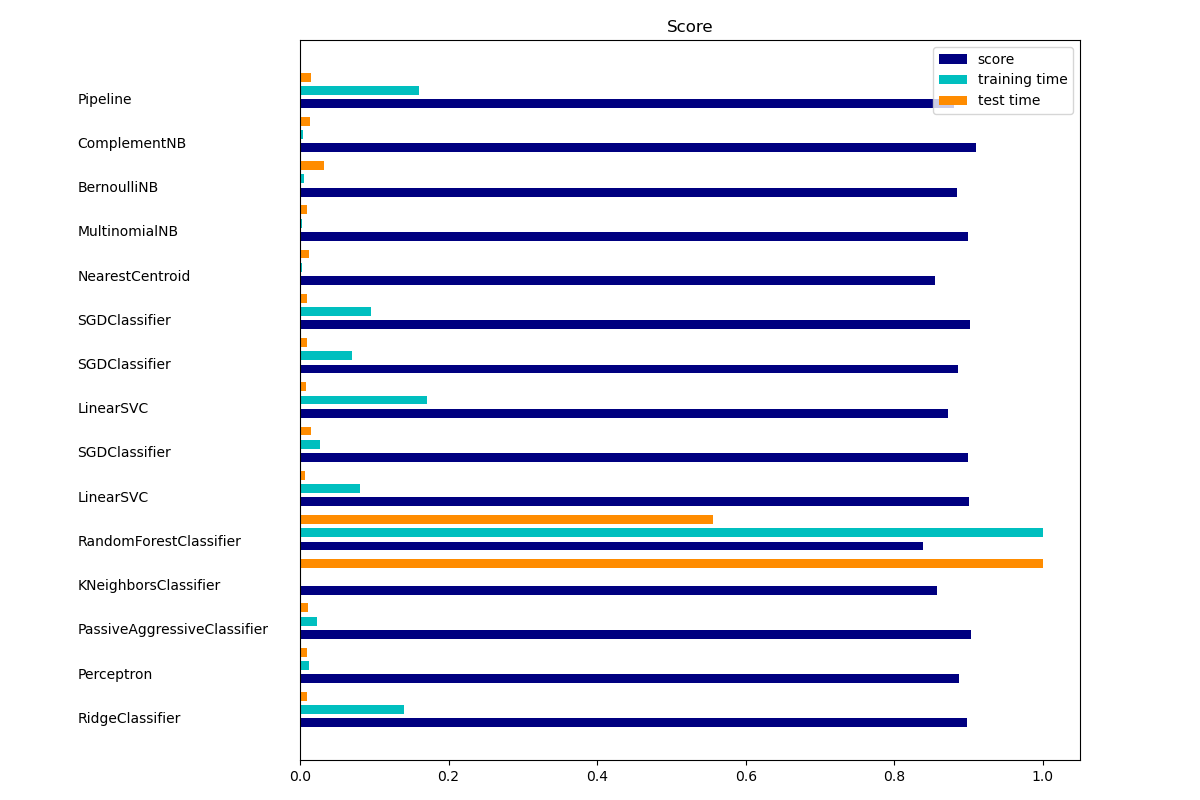 Score
score
training time
test time
Pipeline
ComplementNB
BernoulliNB
MultinomialNB
NearestCentroid
SGDClassifier
SGDClassifier
LinearSVC
SGDClassifier
LinearSVC
RandomForestClassifier
KNeighborsClassifier
PassiveAggressiveClassifier
Perceptron
RidgeClassifier
0.0 0.2 0.4 0.6 0.8 1.0